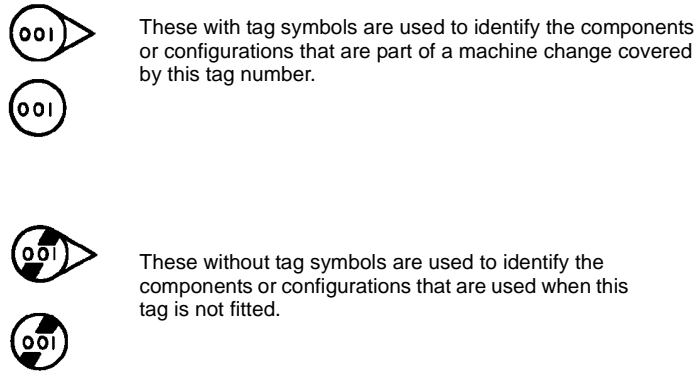 001
These with tag symbols are used to identify the components
or configurations that are part of a machine change covered
by this tag number.
001
001
These without tag symbols are used to identify the
components or configurations that are used when this
tag is not fitted.
001